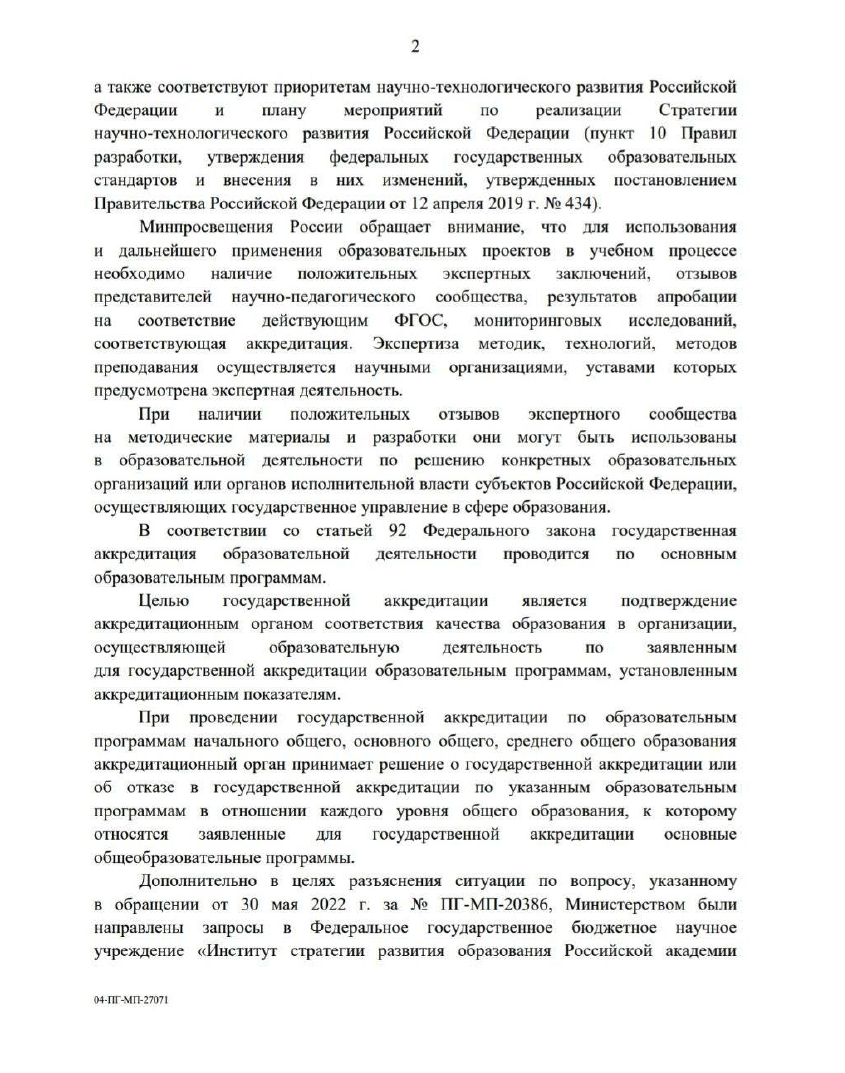 2
а также соответствуют приоритетам научно-технологического развития Российской
Федерации и плану мероприятий по реализации Стратегии
научно-технологического развития Российской Федерации (пункт 10 Правил
разработки, утверждения федеральных государственных образовательных
стандартов и внесения в них изменений, утвержденных постановлением
Правительства Российской Федерации от 12 апреля 2019 г. № 434).
Минпросвещения России обращает внимание, что для использования
и дальнейшего применения образовательных проектов в учебном процессе
необходимо наличие положительных экспертных заключений, отзывов
представителей научно-педагогического сообщества, результатов апробации
на соответствие действующим ФГОС, мониторинговых исследований,
соответствующая аккредитация. Экспертиза методик, технологий, методов
преподавания осуществляется научными организациями, уставами которых
предусмотрена экспертная деятельность.
При наличии положительных отзывов экспертного сообщества
на методические материалы и разработки они могут быть использованы
в образовательной деятельности по решению конкретных образовательных
организаций или органов исполнительной власти субъектов Российской Федерации,
осуществляющих государственное управление в сфере образования.
В соответствии со статьей 92 Федерального закона государственная
аккредитация образовательной деятельности проводится по основным
образовательным программам.
Целью государственной аккредитации является подтверждение
аккредитационным органом соответствия качества образования в организации,
осуществляющей образовательную деятельность по заявленным
для государственной аккредитации образовательным программам, установленным
аккредитационным показателям.
При проведении государственной аккредитации по образовательным
программам начального общего, основного общего, среднего общего образования
аккредитационный орган принимает решение о государственной аккредитации или
об отказе в государственной аккредитации по указанным образовательным
программам в отношении каждого уровня общего образования, к которому
относятся заявленные для государственной аккредитации основные
общеобразовательные программы.
Дополнительно в целях разъяснения ситуации по вопросу, указанному
в обращении от 30 мая 2022 г. за № ПГ-МП-20386, Министерством были
направлены запросы в Федеральное государственное бюджетное научное
учреждение «Институт стратегии развития образования Российской академии
04-ПГ-МП-27071